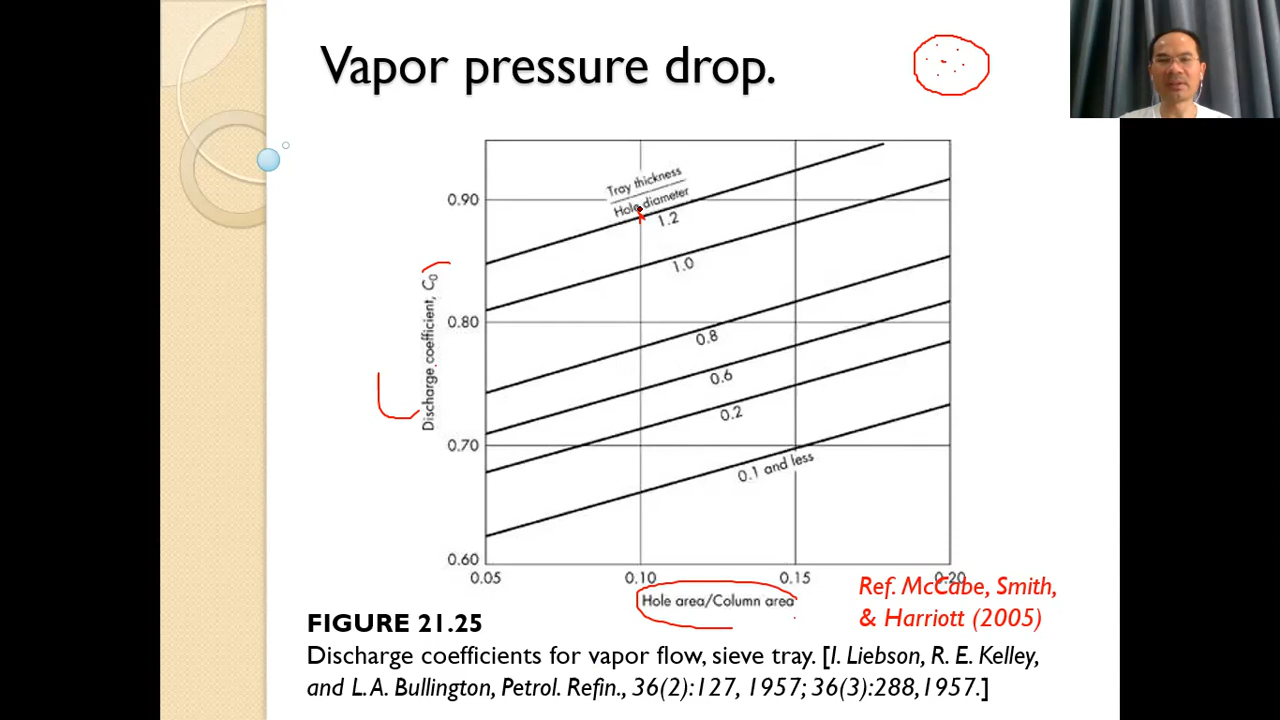 Vapor pressure drop.
Tray thickness
Hole diameter
1.2
1.0
0.8
0.6
0.2
0.1 and less
0.90
0.80
0.70
0.60
Discharge coefficient, C0
0.05
0.10
0.15
0.20
Hole area/Column area
Ref. McCabe, Smith,
& Harriott (2005)
FIGURE 21.25
Discharge coefficients for vapor flow, sieve tray. [I. Liebson, R. E. Kelley,
and L. A. Bullington, Petrol. Refin., 36(2):127, 1957; 36(3):288,1957.]